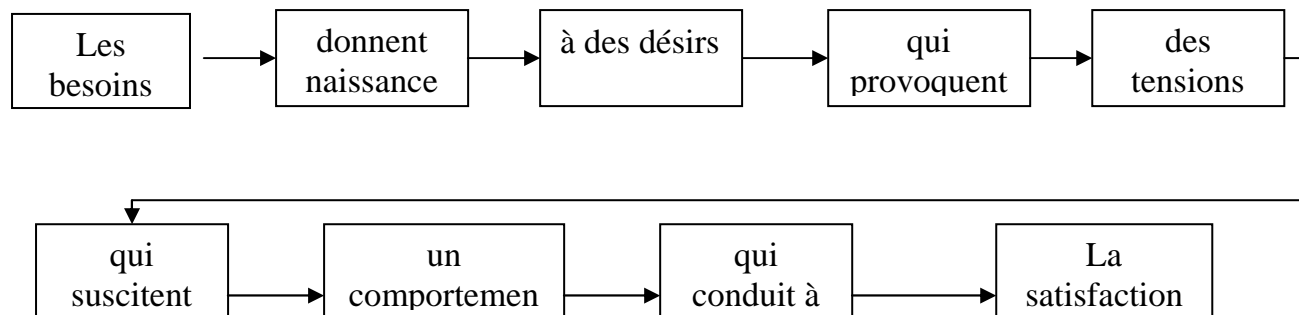 Les
besoins
donnent
naissance
à des désirs
qui
provoquent
des
tensions
qui
suscitent
un
comportemen
qui
conduit à
La
satisfaction